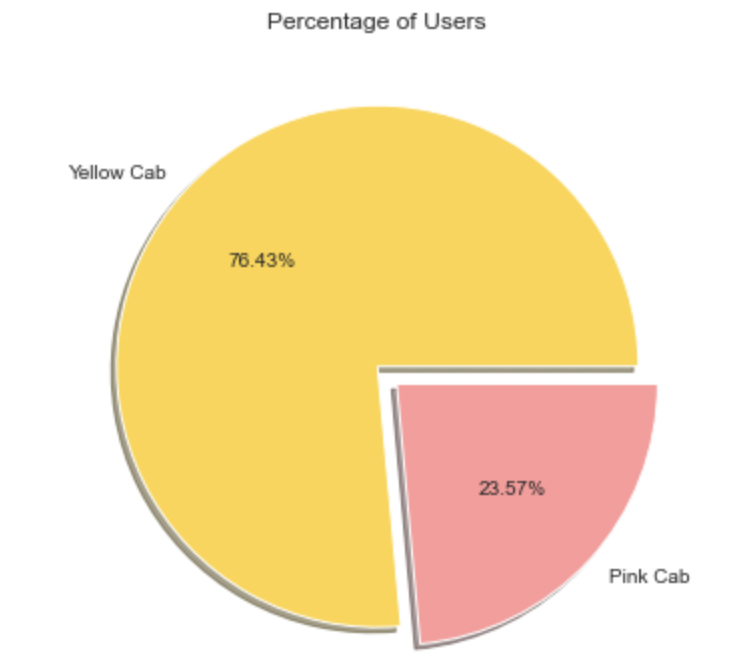 Percentage of Users
Yellow Cab
76.43%
23.57%
Pink Cab